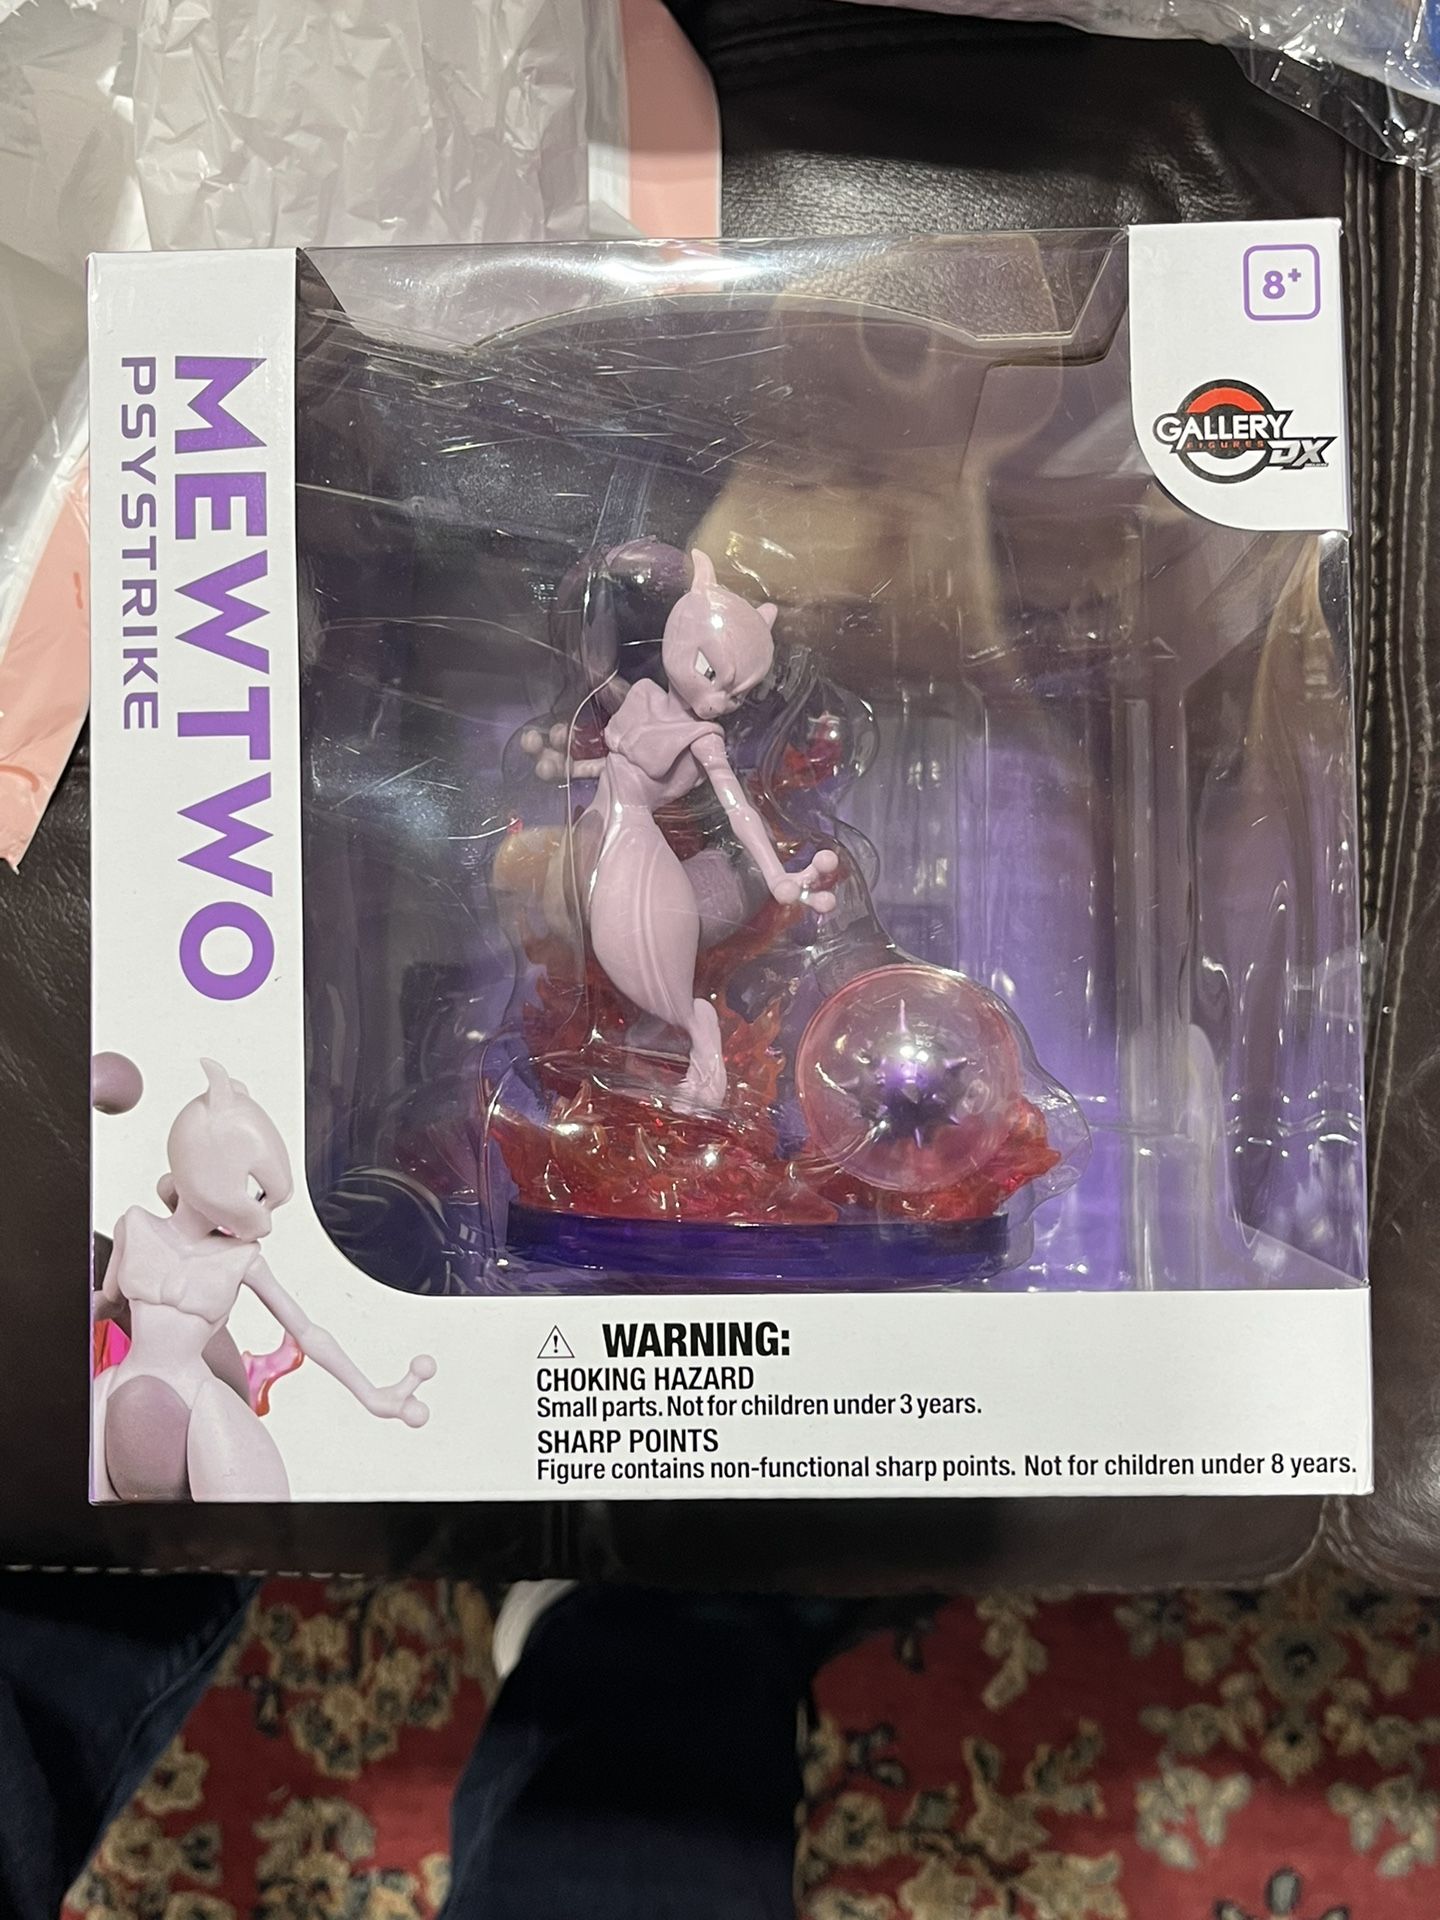 MEWTWO
PSYSTRIKE
8+
GALLERY
FIGURES
DX
WARNING:
CHOKING HAZARD
Small parts. Not for children under 3 years.
SHARP POINTS
Figure contains non-functional sharp points. Not for children under 8 years.